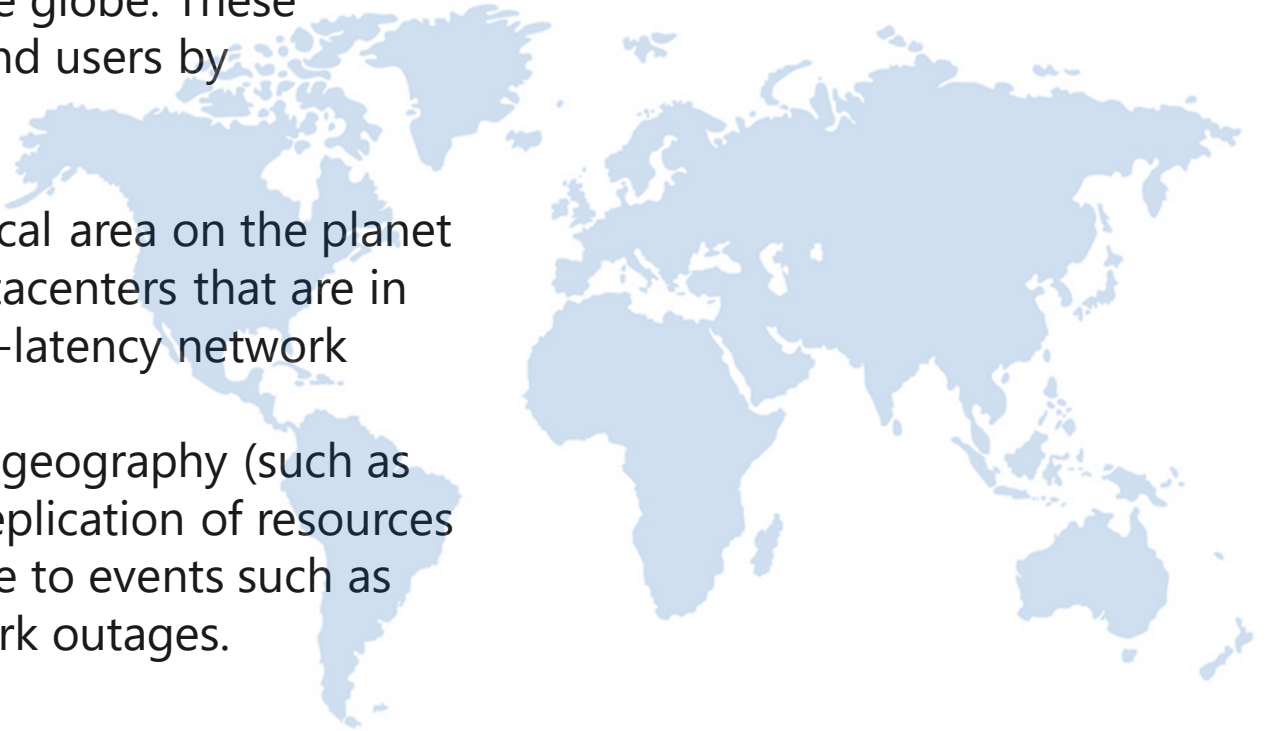 e globe. These
nd users by
cal area on the planet
tacenters that are in
-latency network
geography (such as
eplication of resources
e to events such as
rk outages.